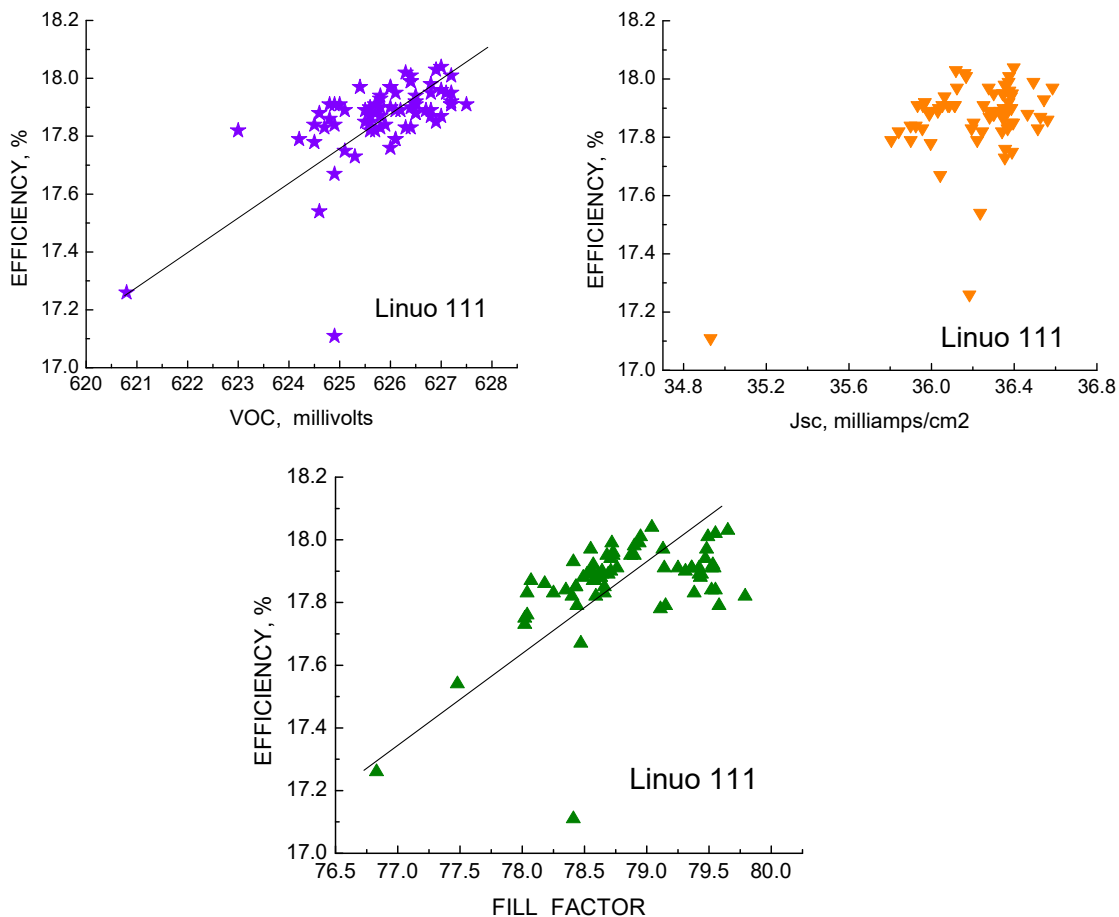 18.2
18.0
17.8
17.6
17.4
17.2
17.0
EFFICIENCY, %
620 621 622 623 624 625 626 627 628
VOC, millivolts
Linuo 111
18.2
18.0
17.8
17.6
17.4
17.2
17.0
EFFICIENCY, %
34.8 35.2 35.6 36.0 36.4 36.8
Jsc, milliamps/cm2
Linuo 111
18.2
18.0
17.8
17.6
17.4
17.2
17.0
EFFICIENCY, %
76.5 77.0 77.5 78.0 78.5 79.0 79.5 80.0
FILL FACTOR
Linuo 111